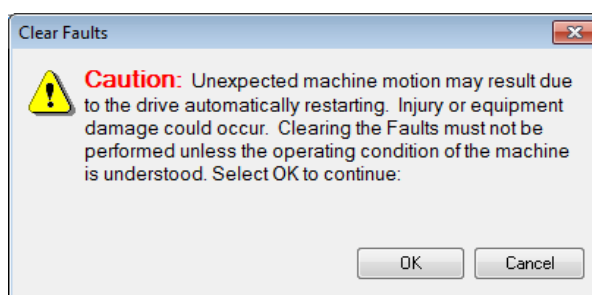 Clear Faults
Caution: Unexpected machine motion may result due
to the drive automatically restarting. Injury or equipment
damage could occur. Clearing the Faults must not be
performed unless the operating condition of the machine
is understood. Select OK to continue:
OK
Cancel